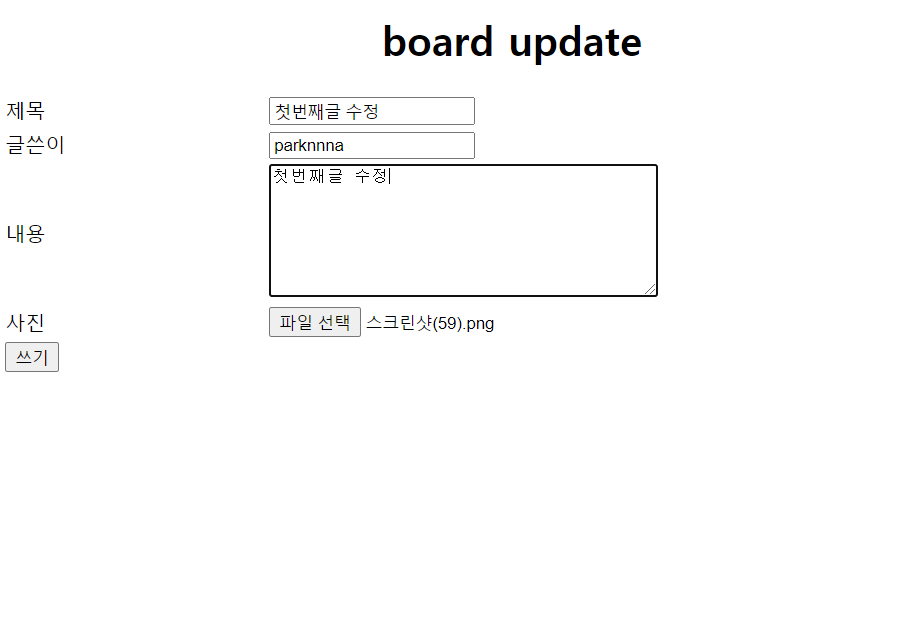 board update
제목 첫번째글 수정
글쓴이 parknnna
첫번째글 수정
내용
사진 파일 선택 스크린샷(59).png
쓰기